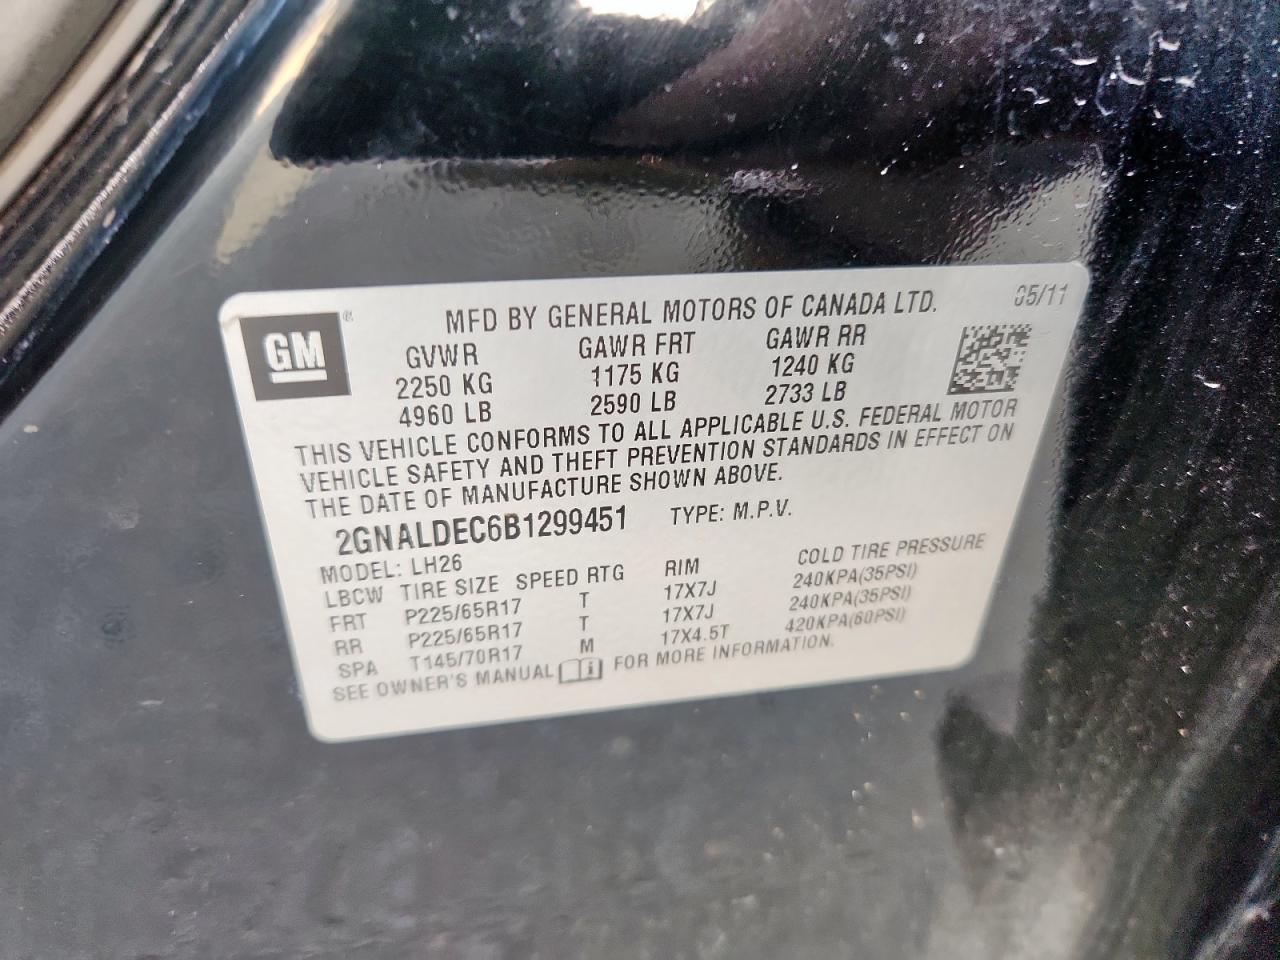 GM
MFD BY GENERAL MOTORS OF CANADA LTD. 05/11
GVWR GAWR FRT GAWR RR
2250 KG 1175 KG 1240 KG
4960 LB 2590 LB 2733 LB
THIS VEHICLE CONFORMS TO ALL APPLICABLE U.S. FEDERAL MOTOR
VEHICLE SAFETY AND THEFT PREVENTION STANDARDS IN EFFECT ON
THE DATE OF MANUFACTURE SHOWN ABOVE.
2GNALDEC6B1299451 TYPE: M.P.V.
MODEL: LH26
LBCW TIRE SIZE SPEED RTG RIM COLD TIRE PRESSURE
FRT P225/65R17 T 17X7J 240KPA(35PSI)
RR P225/65R17 T 17X7J 240KPA(35PSI)
SPA T145/70R17 M 17X4.5T 420KPA(60PSI)
SEE OWNER'S MANUAL FOR MORE INFORMATION.